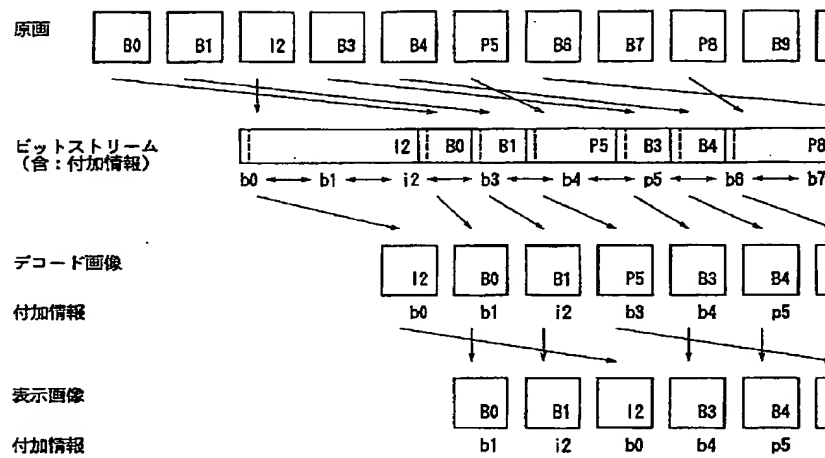 原画 B0 B1 I2 B3 B4 P5 B6 B7 P8 B9
ビットストリーム
(含:付加情報)
I2 B0 B1 P5 B3 B4 P8
b0 b1 i2 b3 b4 p5 b6 b7
デコード画像 I2 B0 B1 P5 B3 B4
付加情報 b0 b1 i2 b3 b4 p5
表示画像 B0 B1 I2 B3 B4
付加情報 b1 i2 b0 b4 p5